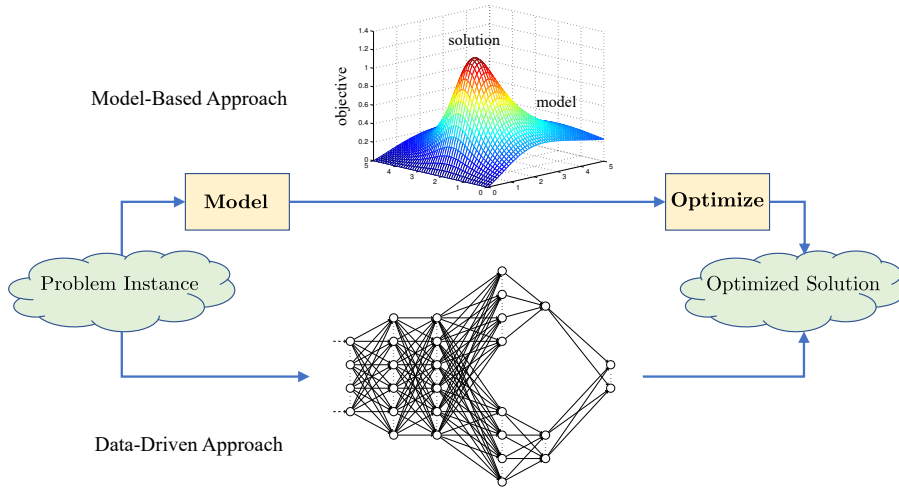 solution
Model-Based Approach
model
objective
1.4
1.2
1
0.8
0.6
0.4
0.2
0
5
4
3
2
1
0
0
1
2
3
4
5
Model
Optimize
Problem Instance
Optimized Solution
Data-Driven Approach